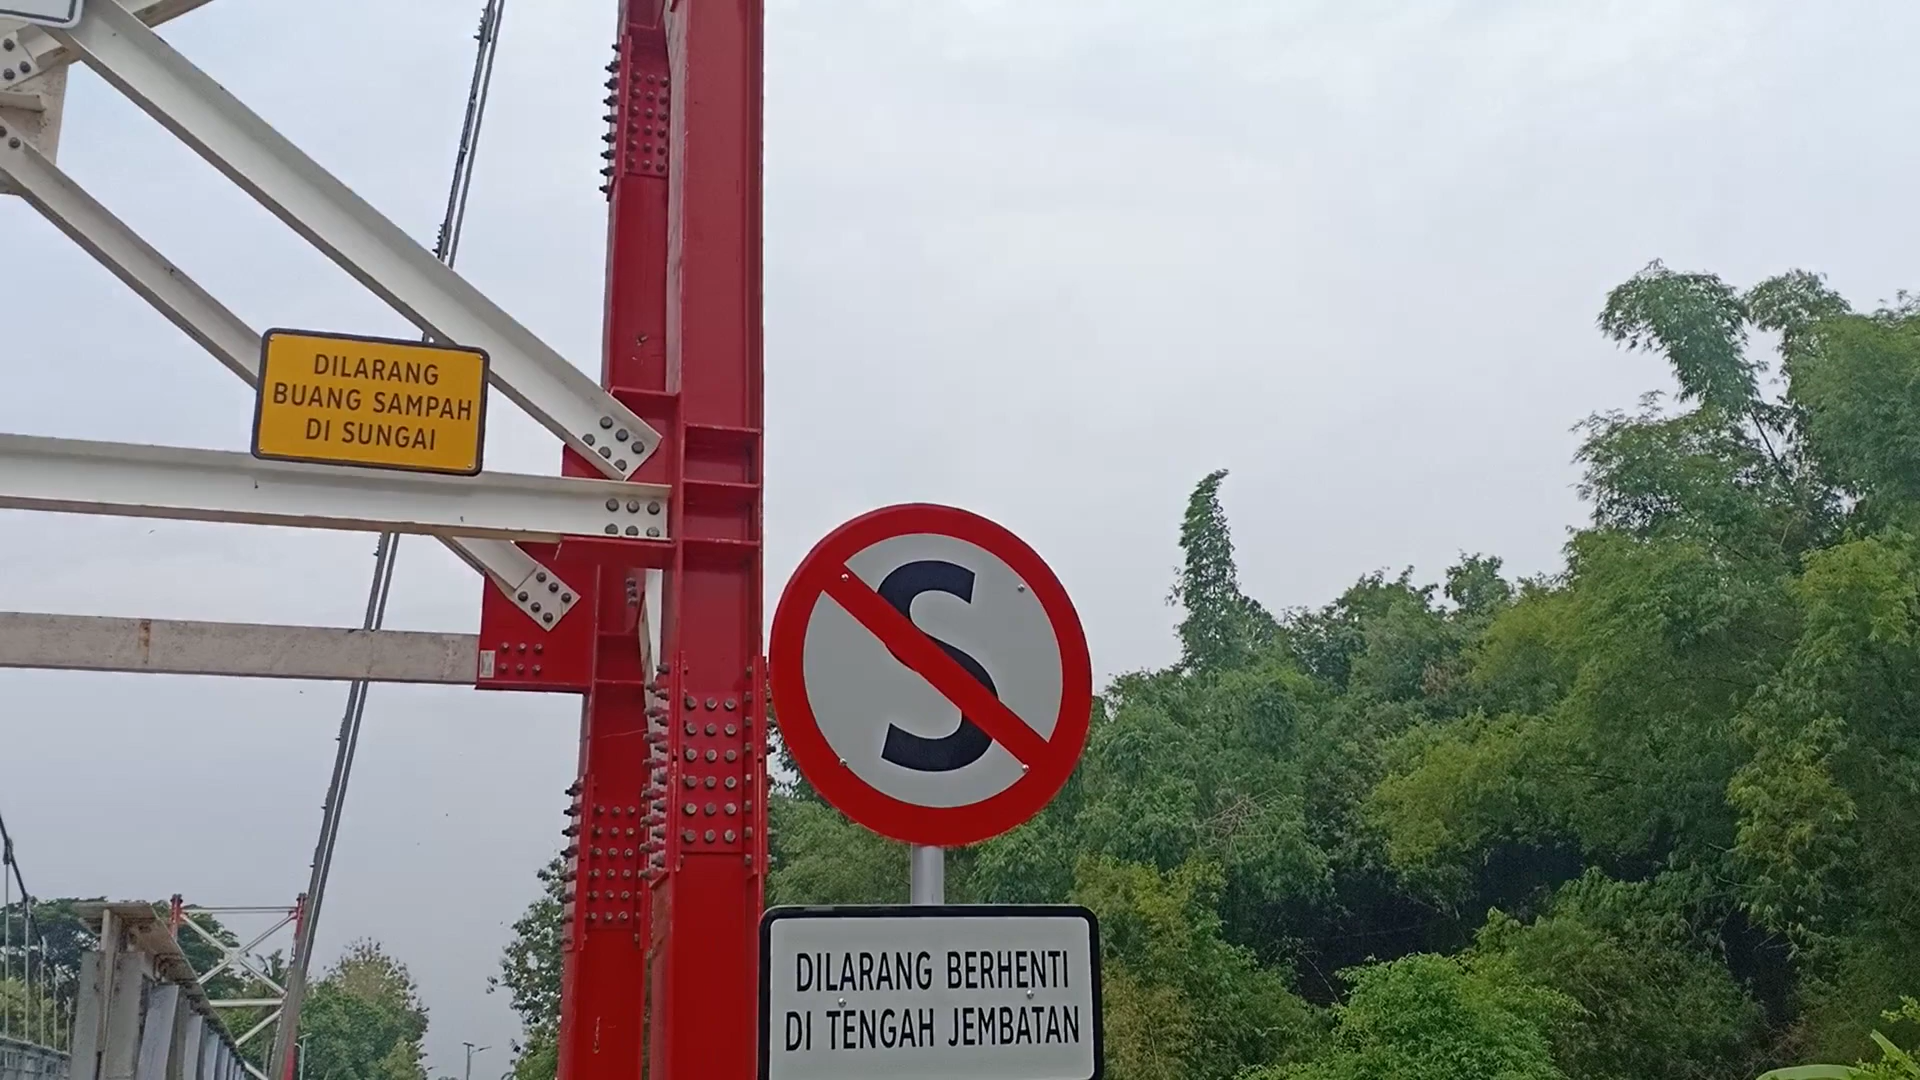 DILARANG
BUANG SAMPAH
DI SUNGAI
S
DILARANG BERHENTI
DI TENGAH JEMBATAN